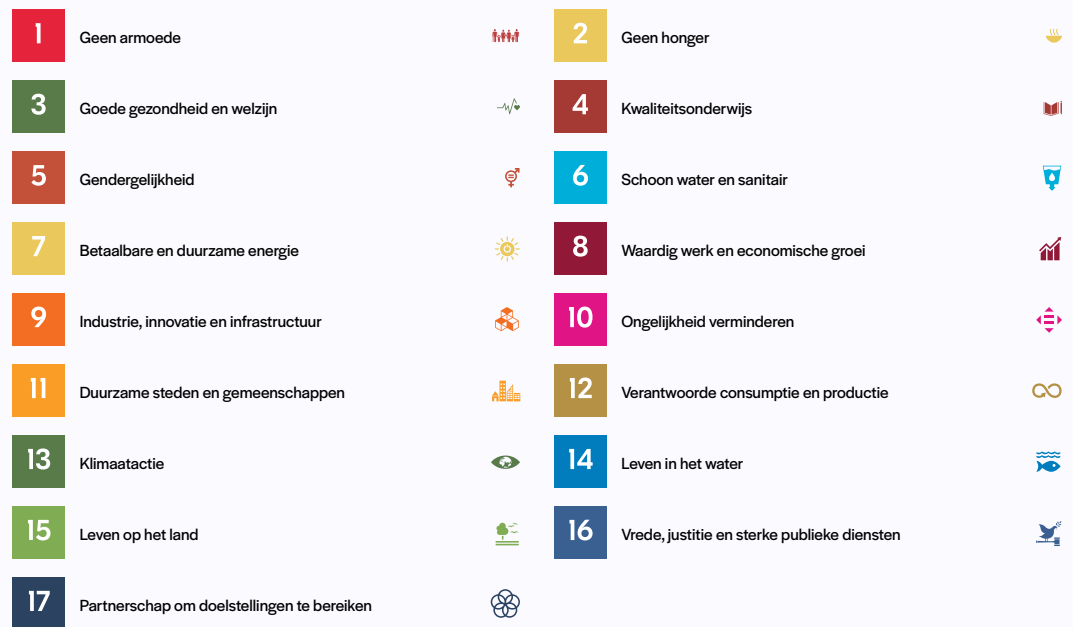 1 Geen armoede
2 Geen honger
3 Goede gezondheid en welzijn
4 Kwaliteitsonderwijs
5 Gendergelijkheid
6 Schoon water en sanitair
7 Betaalbare en duurzame energie
8 Waardig werk en economische groei
9 Industrie, innovatie en infrastructuur
10 Ongelijkheid verminderen
11 Duurzame steden en gemeenschappen
12 Verantwoorde consumptie en productie
13 Klimaatactie
14 Leven in het water
15 Leven op het land
16 Vrede, justitie en sterke publieke diensten
17 Partnerschap om doelstellingen te bereiken